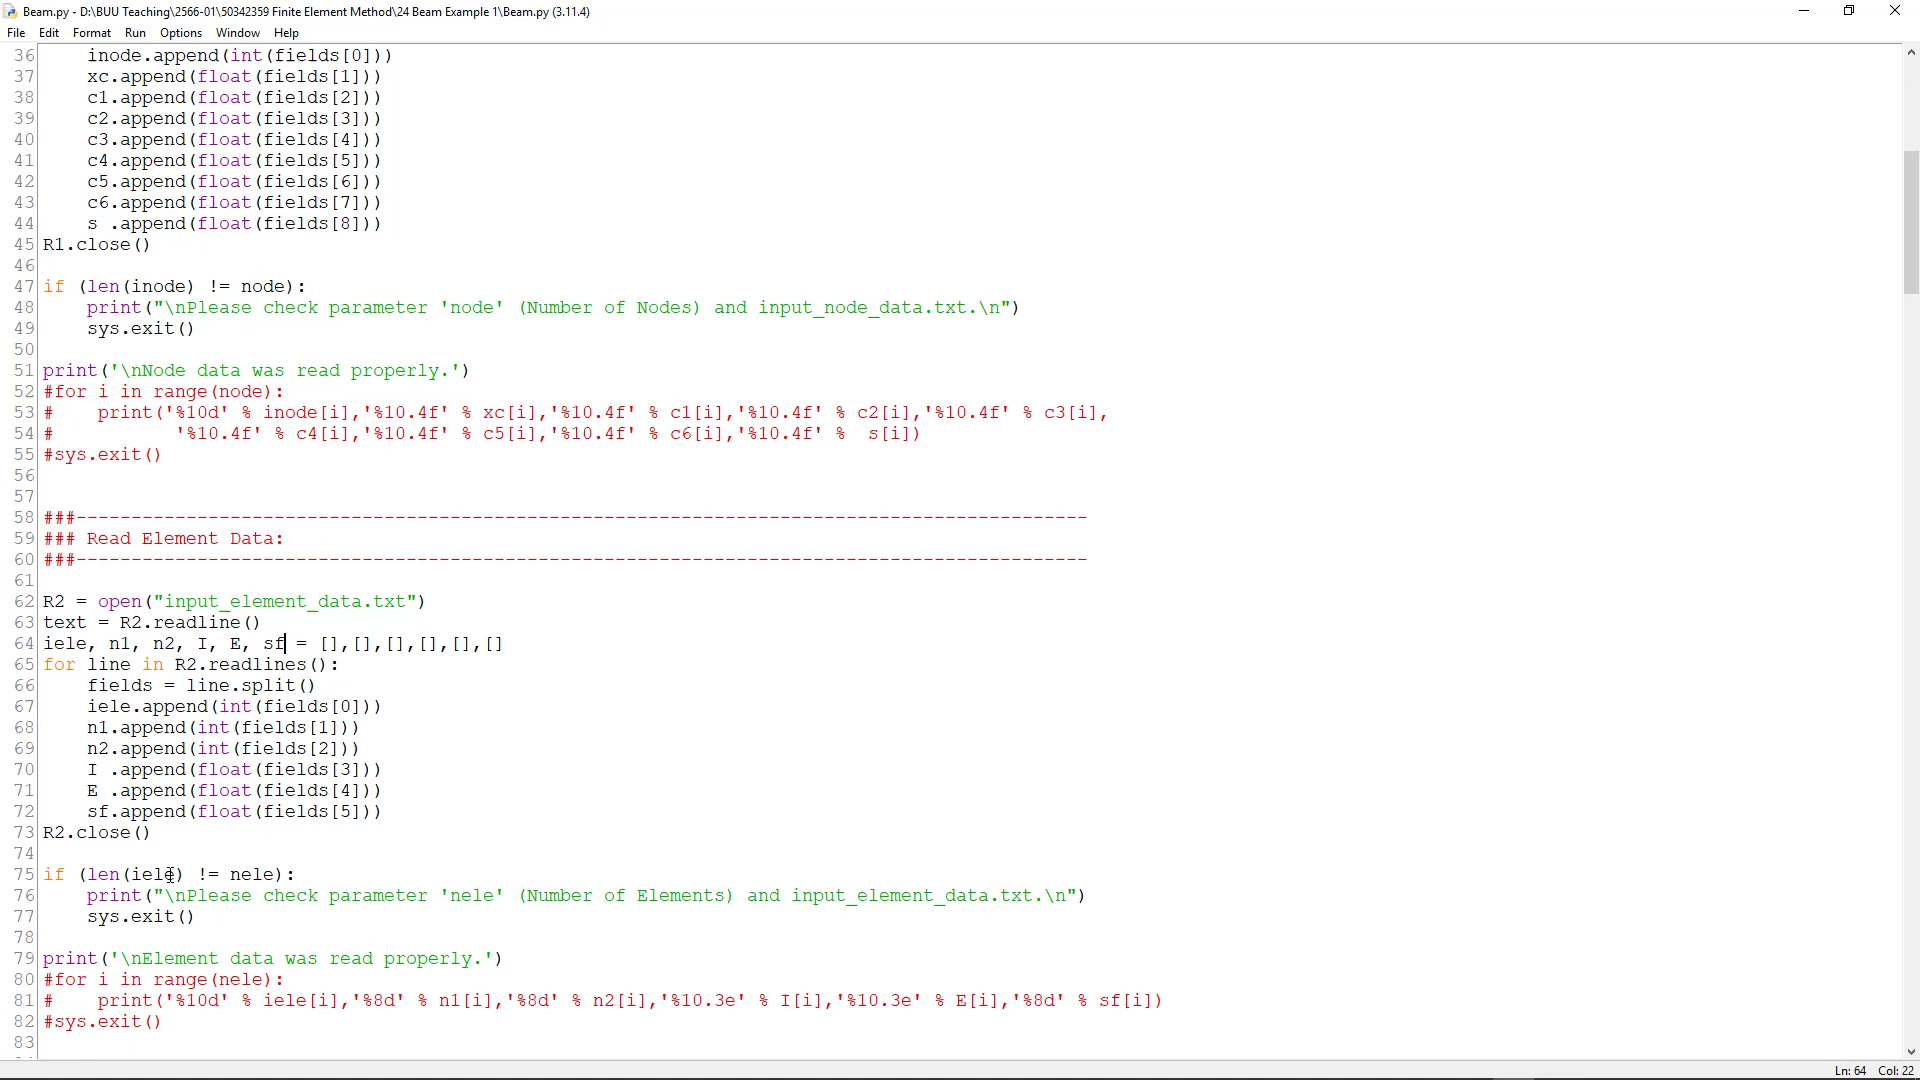 Beam.py - D:\BUU Teaching\2566-01\50342359 Finite Element Method\24 Beam Example 1\Beam.py (3.11.4)
File Edit Format Run Options Window Help
36     inode.append(int(fields[0]))
37     xc.append(float(fields[1]))
38     c1.append(float(fields[2]))
39     c2.append(float(fields[3]))
40     c3.append(float(fields[4]))
41     c4.append(float(fields[5]))
42     c5.append(float(fields[6]))
43     c6.append(float(fields[7]))
44     s .append(float(fields[8]))
45 R1.close()
46
47 if (len(inode) != node):
48     print("\nPlease check parameter 'node' (Number of Nodes) and input_node_data.txt.\n")
49     sys.exit()
50
51 print('\nNode data was read properly.')
52 #for i in range(node):
53 #    print('%10d' % inode[i],'%10.4f' % xc[i],'%10.4f' % c1[i],'%10.4f' % c2[i],'%10.4f' % c3[i],
54 #           '%10.4f' % c4[i],'%10.4f' % c5[i],'%10.4f' % c6[i],'%10.4f' %  s[i])
55 #sys.exit()
56
57
58 ###--------------------------------------------------------------------------------------------
59 ### Read Element Data:
60 ###--------------------------------------------------------------------------------------------
61
62 R2 = open("input_element_data.txt")
63 text = R2.readline()
64 iele, n1, n2, I, E, sf = [],[],[],[],[],[]
65 for line in R2.readlines():
66     fields = line.split()
67     iele.append(int(fields[0]))
68     n1.append(int(fields[1]))
69     n2.append(int(fields[2]))
70     I .append(float(fields[3]))
71     E .append(float(fields[4]))
72     sf.append(float(fields[5]))
73 R2.close()
74
75 if (len(iele) != nele):
76     print("\nPlease check parameter 'nele' (Number of Elements) and input_element_data.txt.\n")
77     sys.exit()
78
79 print('\nElement data was read properly.')
80 #for i in range(nele):
81 #    print('%10d' % iele[i],'%8d' % n1[i],'%8d' % n2[i],'%10.3e' % I[i],'%10.3e' % E[i],'%8d' % sf[i])
82 #sys.exit()
83
Ln: 64 Col: 22